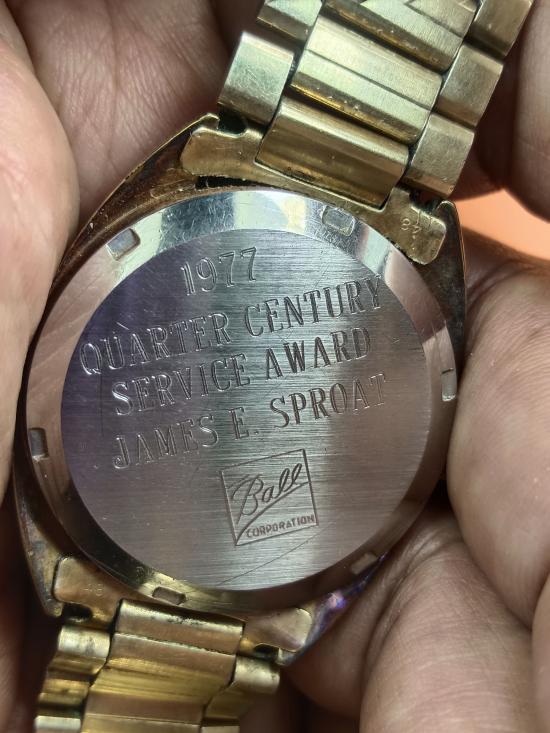 1977
QUARTER CENTURY
SERVICE AWARD
JAMES E. SPROAT
Ball
CORPORATION